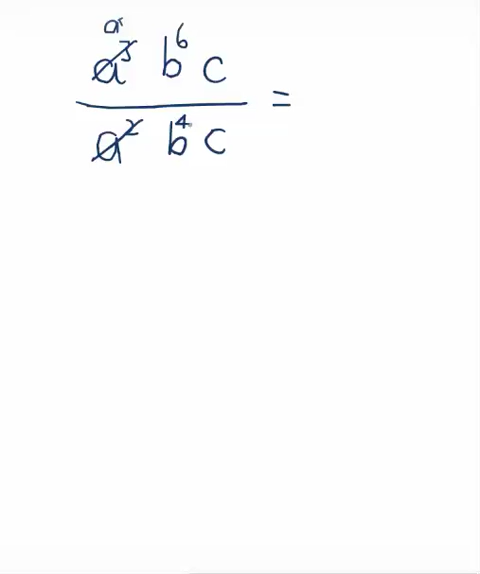 a
a³ b⁶ c
a² b⁴ c
=